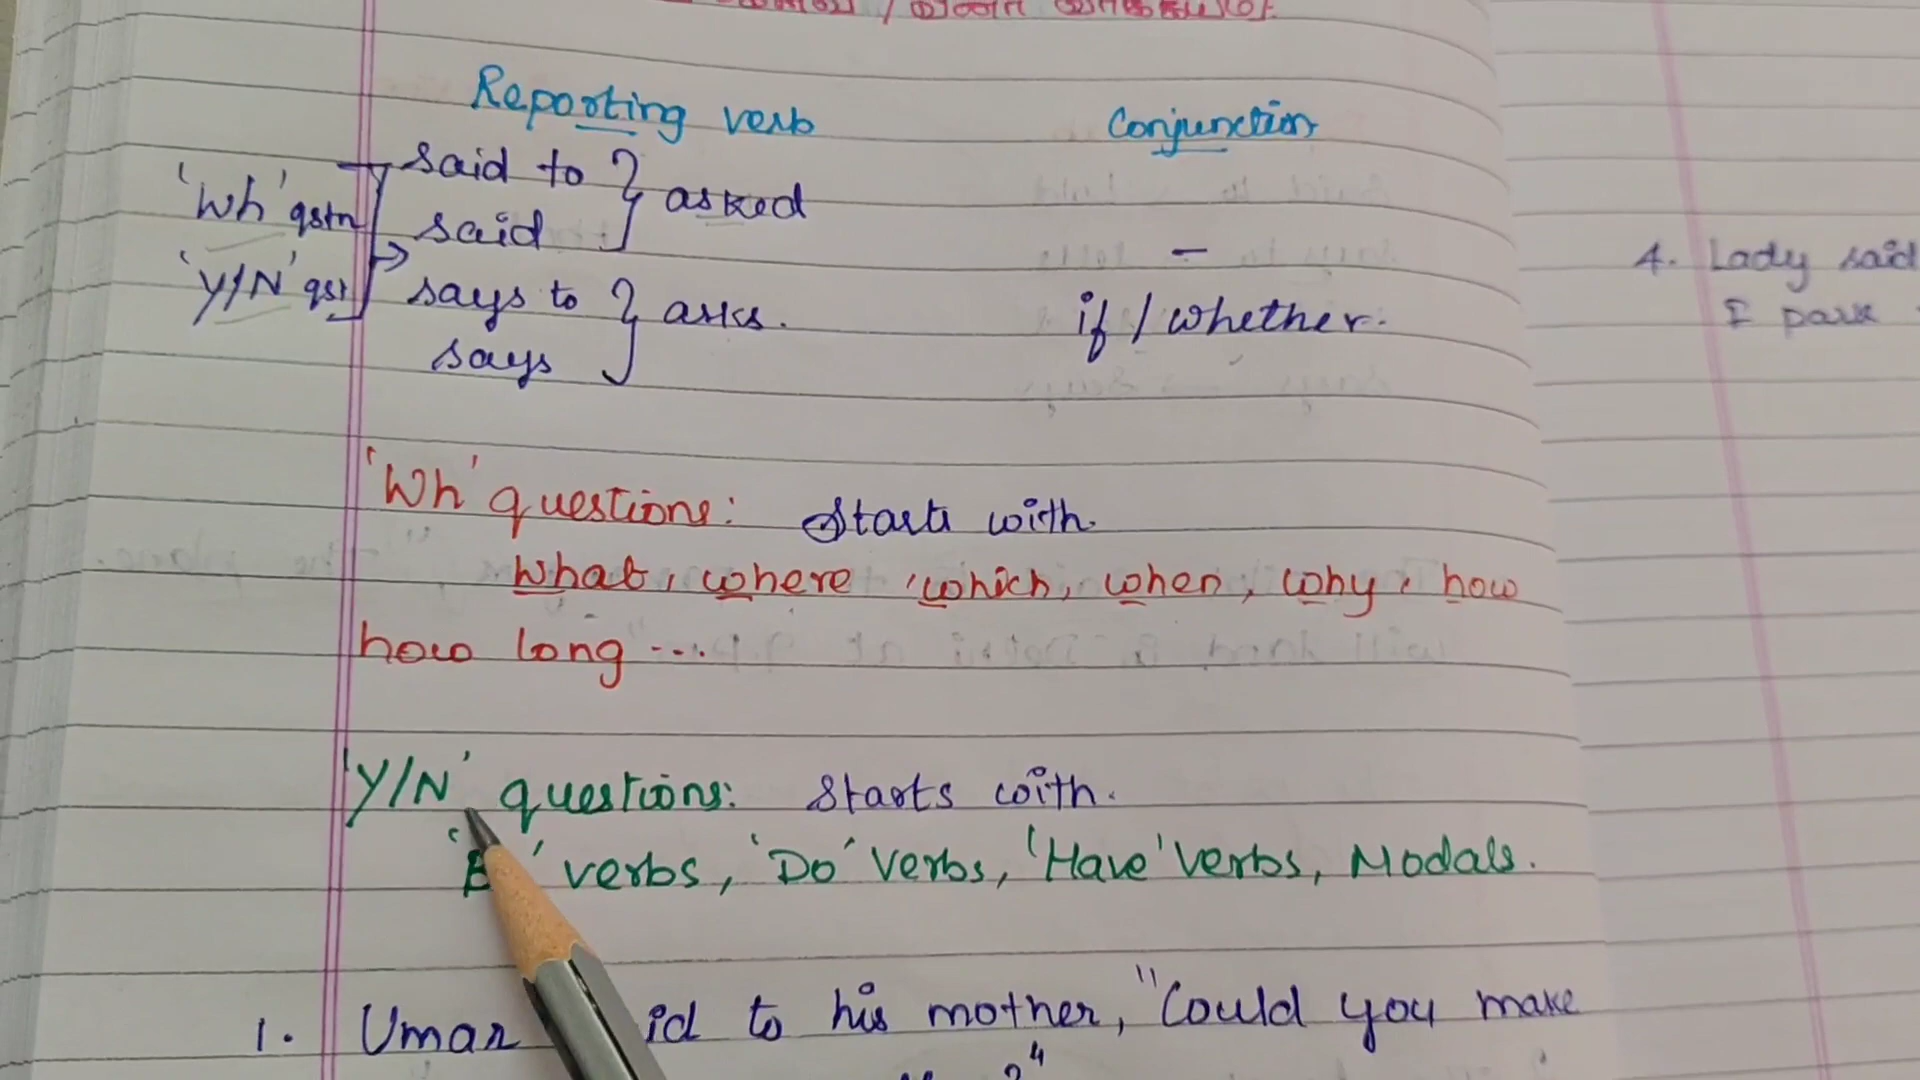 Reporting verb Conjunction
'Wh' qstn said to } asked
said –
'Y/N' qst says to } asks. if / whether.
says
'Wh' questions: Starts with.
What, where, which, when, why, how
how long ...
'Y/N' questions: Starts with.
' ' verbs, 'Do' verbs, 'Have' verbs, Modals.
1. Umar to his mother, "Could you make
4. Lady said
I park